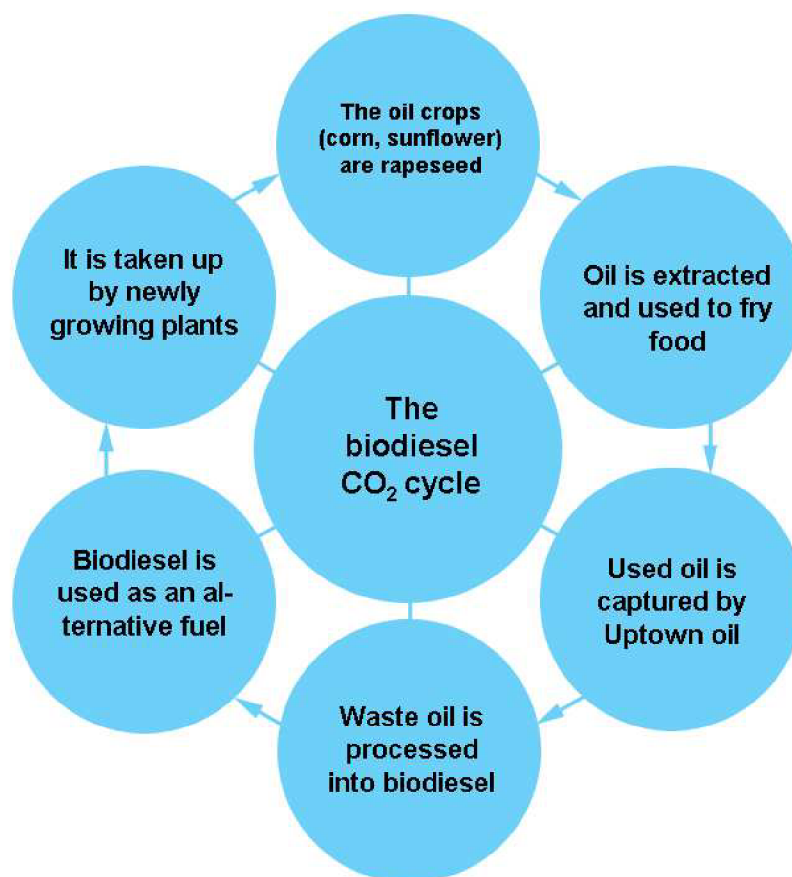 The oil crops
(corn, sunflower)
are rapeseed
Oil is extracted
and used to fry
food
Used oil is
captured by
Uptown oil
Waste oil is
processed
into biodiesel
Biodiesel is
used as an al-
ternative fuel
It is taken up
by newly
growing plants
The
biodiesel
CO₂ cycle